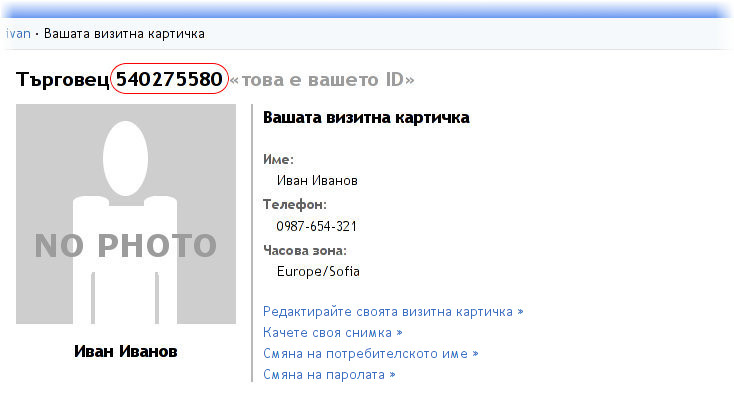 ivan · Вашата визитна картичка
Търговец 540275580 «това е вашето ID»
NO PHOTO
Иван Иванов
Вашата визитна картичка
Име:
Иван Иванов
Телефон:
0987-654-321
Часова зона:
Europe/Sofia
Редактирайте своята визитна картичка »
Качете своя снимка »
Смяна на потребителското име »
Смяна на паролата »